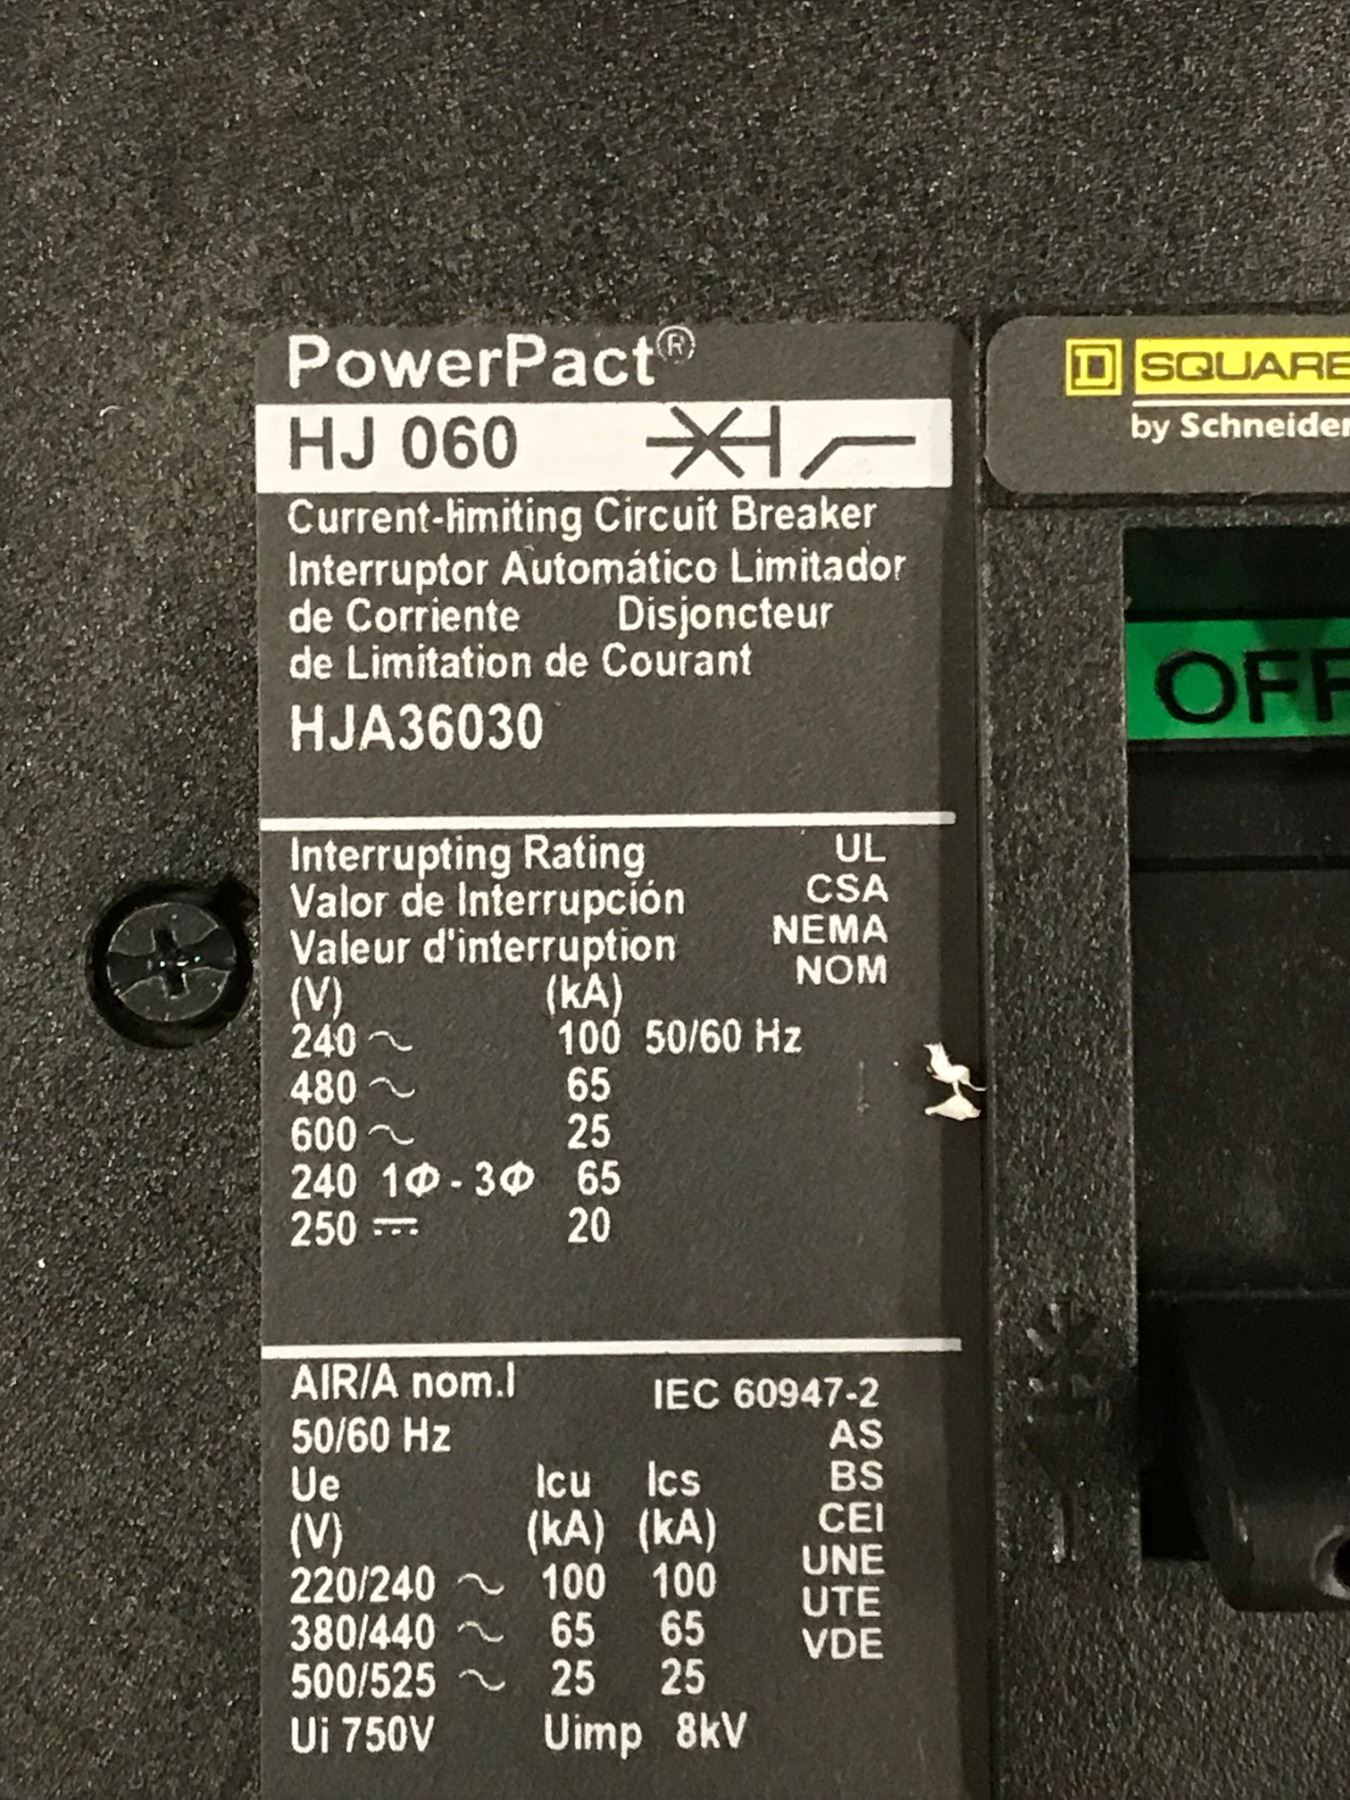 PowerPact®
HJ 060
Current-limiting Circuit Breaker
Interruptor Automático Limitador
de Corriente Disjoncteur
de Limitation de Courant
HJA36030
Interrupting Rating UL
Valor de Interrupción CSA
Valeur d'interruption NEMA
(V) (kA) NOM
240 ~ 100 50/60 Hz
480 ~ 65
600 ~ 25
240 1Φ - 3Φ 65
250 ⎓ 20
AIR/A nom.I IEC 60947-2
50/60 Hz AS
Ue Icu Ics BS
(V) (kA) (kA) CEI
220/240 ~ 100 100 UNE
380/440 ~ 65 65 UTE
500/525 ~ 25 25 VDE
Ui 750V Uimp 8kV
D SQUARE
by Schneider
OFF